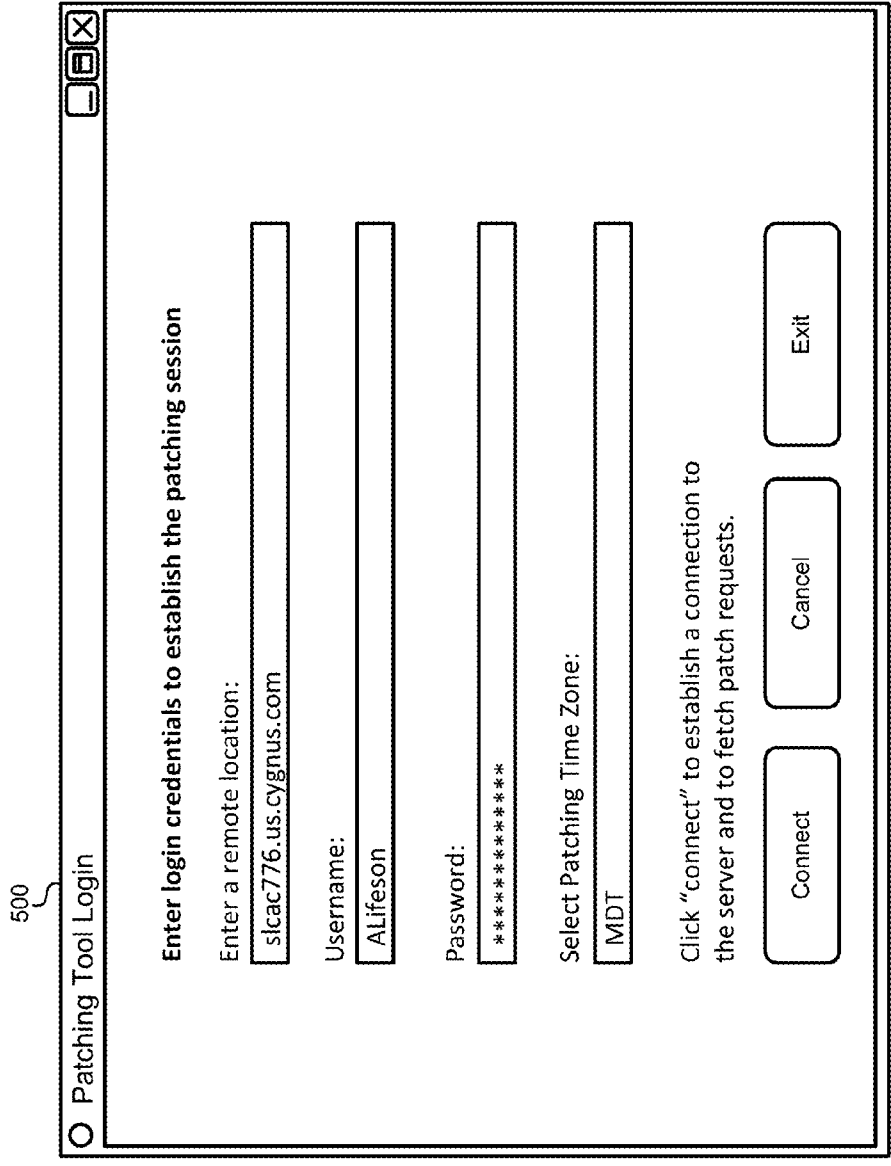 500
Patching Tool Login
Enter login credentials to establish the patching session
Enter a remote location:
slcac776.us.cygnus.com
Username:
ALifeson
Password:
***************
Select Patching Time Zone:
MDT
Click "connect" to establish a connection to
the server and to fetch patch requests.
Connect
Cancel
Exit